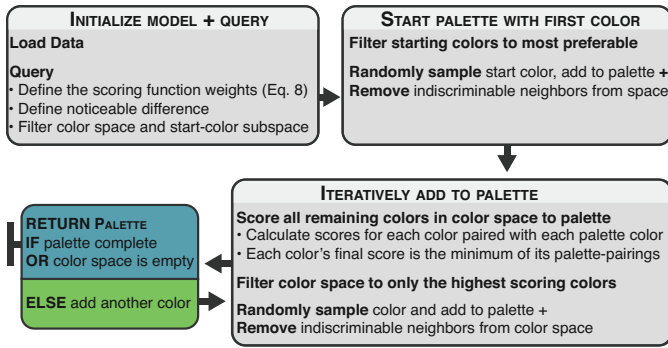 INITIALIZE MODEL + QUERY
Load Data
Query
• Define the scoring function weights (Eq. 8)
• Define noticeable difference
• Filter color space and start-color subspace
START PALETTE WITH FIRST COLOR
Filter starting colors to most preferable
Randomly sample start color, add to palette +
Remove indiscriminable neighbors from space
ITERATIVELY ADD TO PALETTE
Score all remaining colors in color space to palette
• Calculate scores for each color paired with each palette color
• Each color's final score is the minimum of its palette-pairings
Filter color space to only the highest scoring colors
Randomly sample color and add to palette +
Remove indiscriminable neighbors from color space
RETURN PALETTE
IF palette complete
OR color space is empty
ELSE add another color